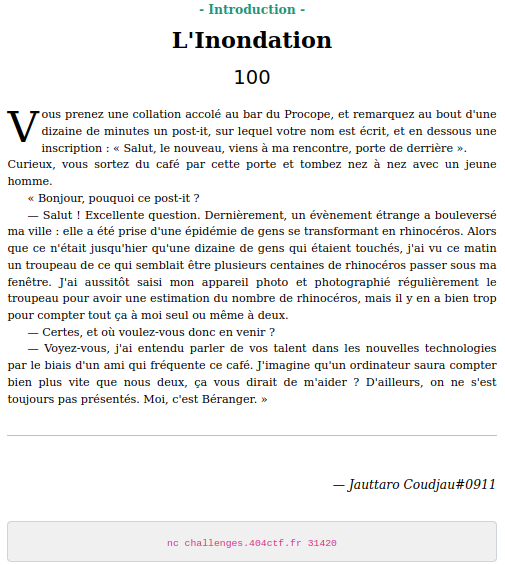 - Introduction -
L'Inondation
100
Vous prenez une collation accolé au bar du Procope, et remarquez au bout d'une
dizaine de minutes un post-it, sur lequel votre nom est écrit, et en dessous une
inscription : « Salut, le nouveau, viens à ma rencontre, porte de derrière ».
Curieux, vous sortez du café par cette porte et tombez nez à nez avec un jeune
homme.
« Bonjour, pouquoi ce post-it ?
— Salut ! Excellente question. Dernièrement, un évènement étrange a bouleversé
ma ville : elle a été prise d'une épidémie de gens se transformant en rhinocéros. Alors
que ce n'était jusqu'hier qu'une dizaine de gens qui étaient touchés, j'ai vu ce matin
un troupeau de ce qui semblait être plusieurs centaines de rhinocéros passer sous ma
fenêtre. J'ai aussitôt saisi mon appareil photo et photographié régulièrement le
troupeau pour avoir une estimation du nombre de rhinocéros, mais il y en a bien trop
pour compter tout ça à moi seul ou même à deux.
— Certes, et où voulez-vous donc en venir ?
— Voyez-vous, j'ai entendu parler de vos talent dans les nouvelles technologies
par le biais d'un ami qui fréquente ce café. J'imagine qu'un ordinateur saura compter
bien plus vite que nous deux, ça vous dirait de m'aider ? D'ailleurs, on ne s'est
toujours pas présentés. Moi, c'est Béranger. »
— Jauttaro Coudjau#0911
nc challenges.404ctf.fr 31420